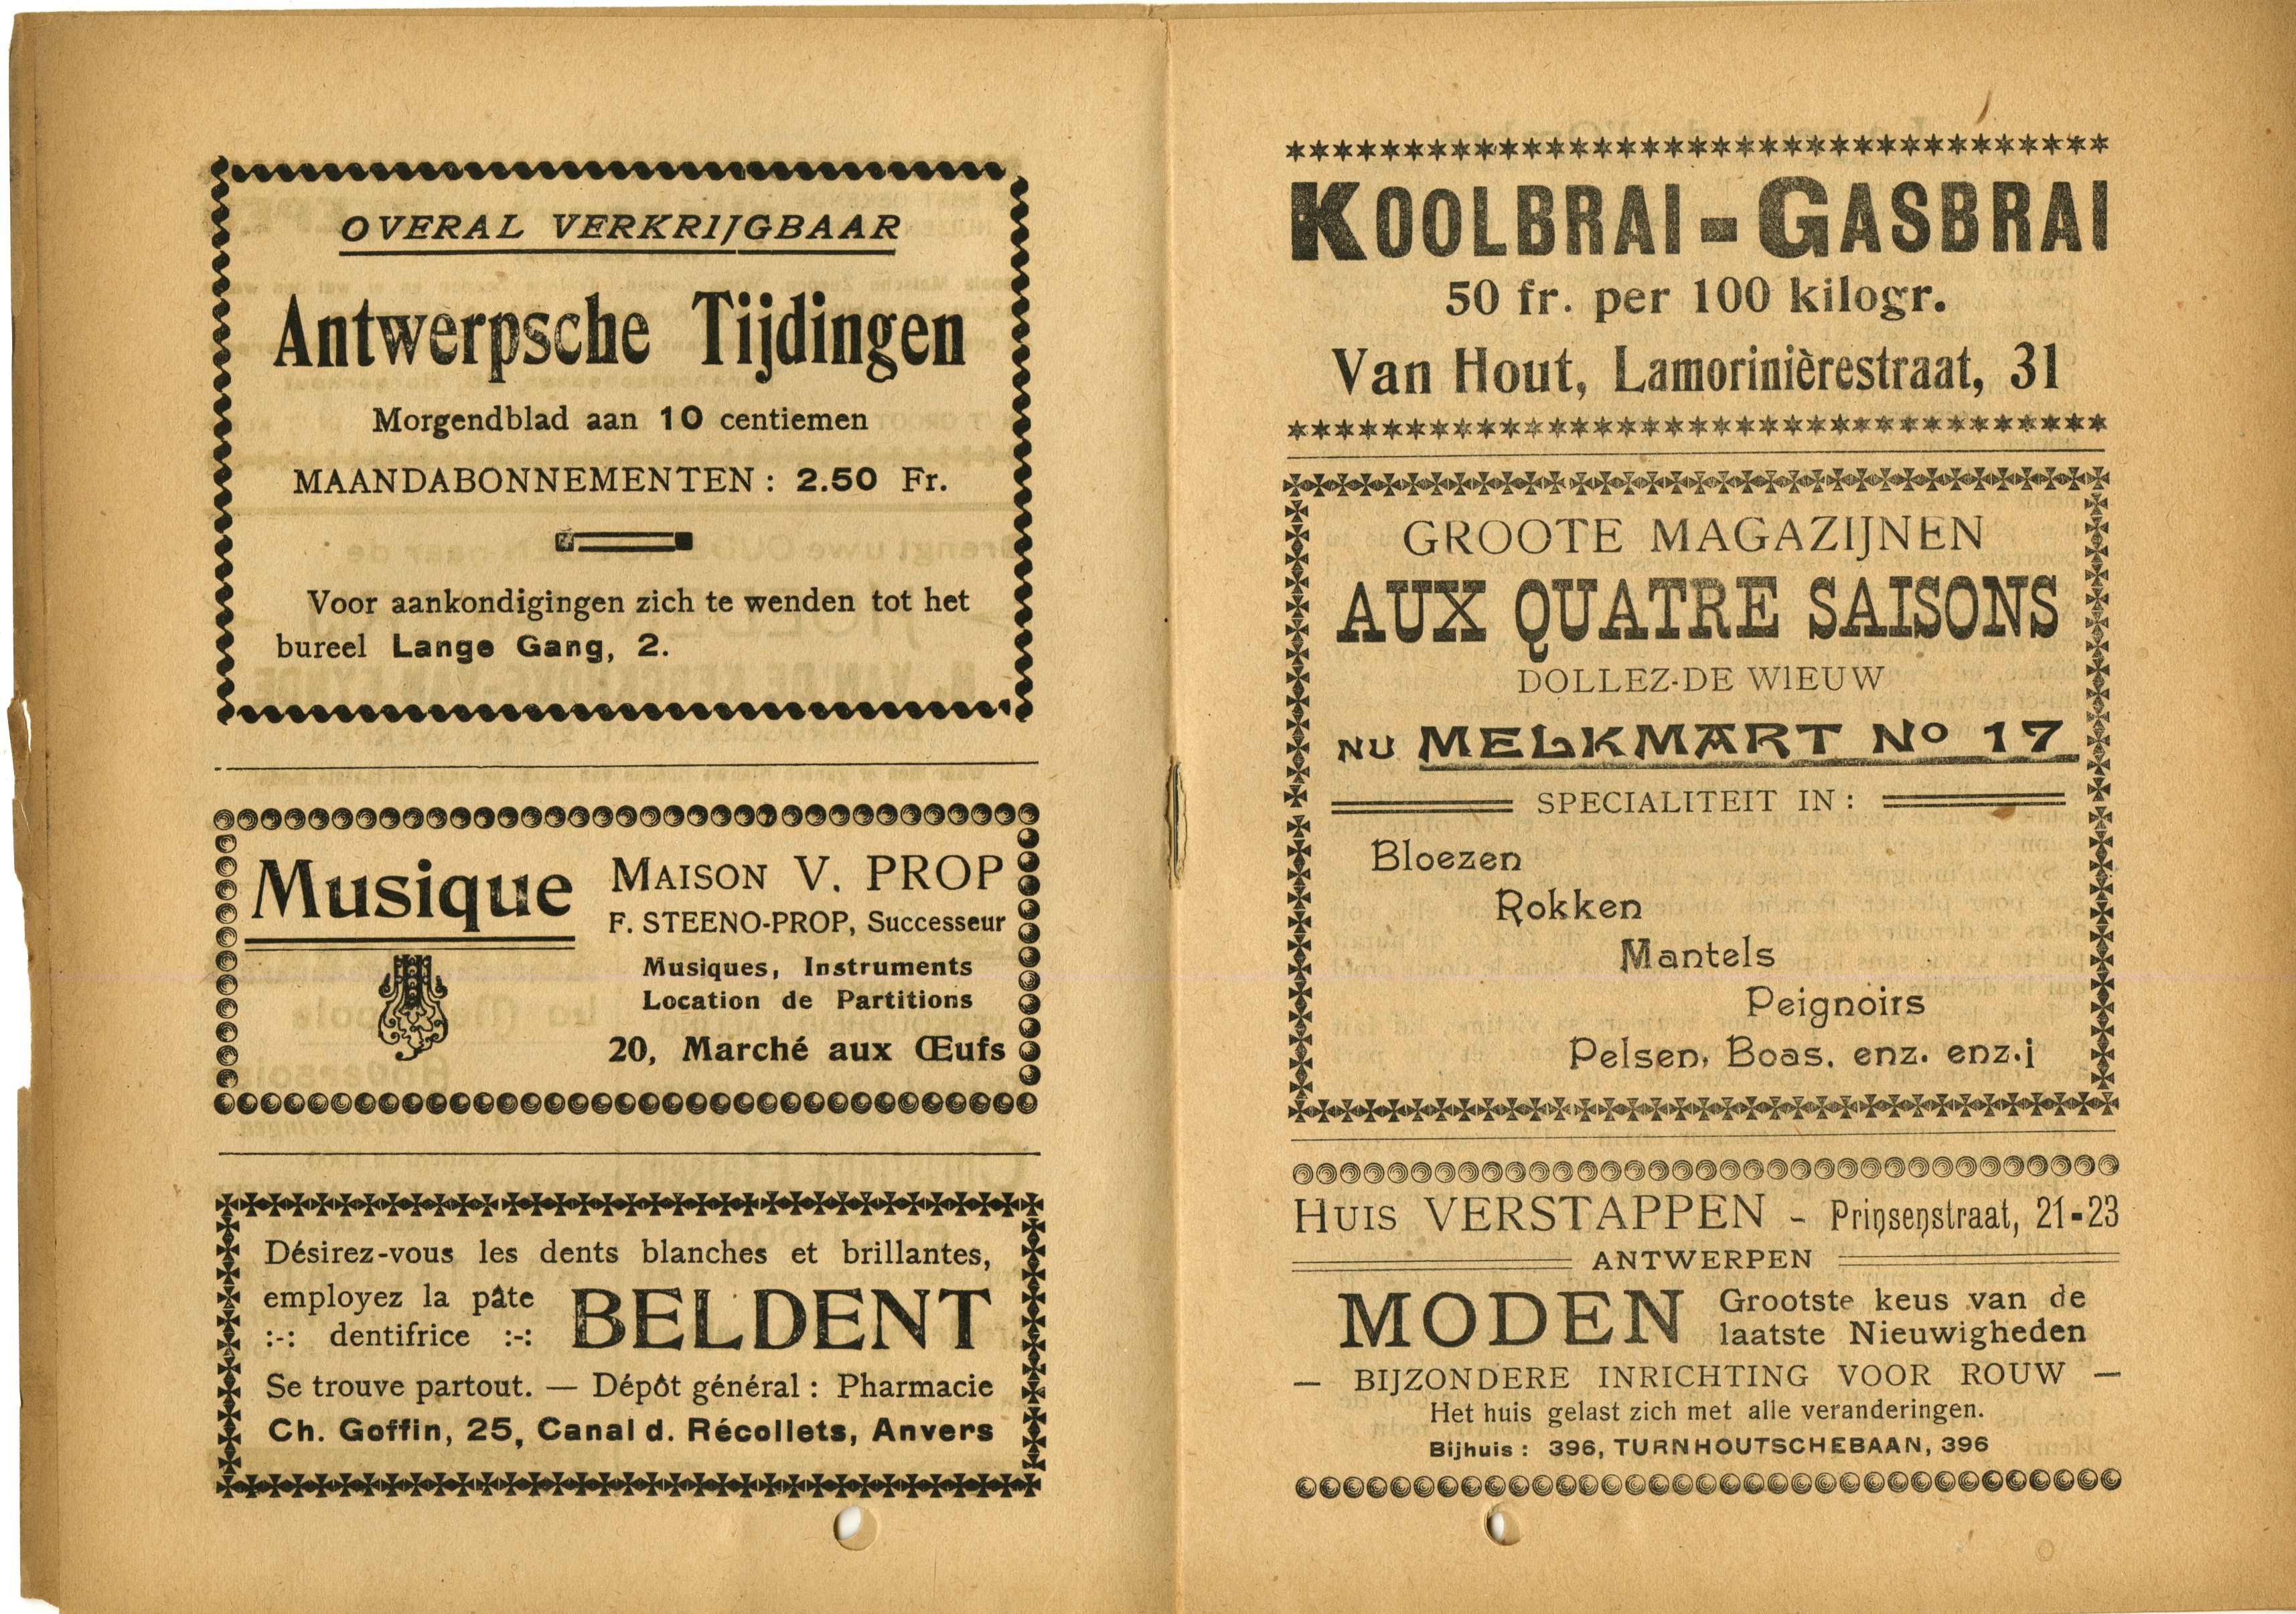 OVERAL VERKRIJGBAAR
Antwerpsche Tijdingen
Morgendblad aan 10 centiemen
MAANDABONNEMENTEN : 2.50 Fr.
Voor aankondigingen zich te wenden tot het
bureel Lange Gang, 2.
Musique
MAISON V. PROP
F. STEENO-PROP, Successeur
Musiques, Instruments
Location de Partitions
20, Marché aux Œufs
Désirez-vous les dents blanches et brillantes,
employez la pâte
:-: dentifrice :-:
BELDENT
Se trouve partout. — Dépôt général : Pharmacie
Ch. Goffin, 25, Canal d. Récollets, Anvers
KOOLBRAI - GASBRAI
50 fr. per 100 kilogr.
Van Hout, Lamorinièrestraat, 31
GROOTE MAGAZIJNEN
AUX QUATRE SAISONS
DOLLEZ-DE WIEUW
NU MELKMART No 17
SPECIALITEIT IN :
Bloezen
Rokken
Mantels
Peignoirs
Pelsen, Boas, enz. enz.j
HUIS VERSTAPPEN - Prinsenstraat, 21-23
ANTWERPEN
MODEN
Grootste keus van de
laatste Nieuwigheden
— BIJZONDERE INRICHTING VOOR ROUW —
Het huis gelast zich met alle veranderingen.
Bijhuis : 396, TURNHOUTSCHEBAAN, 396